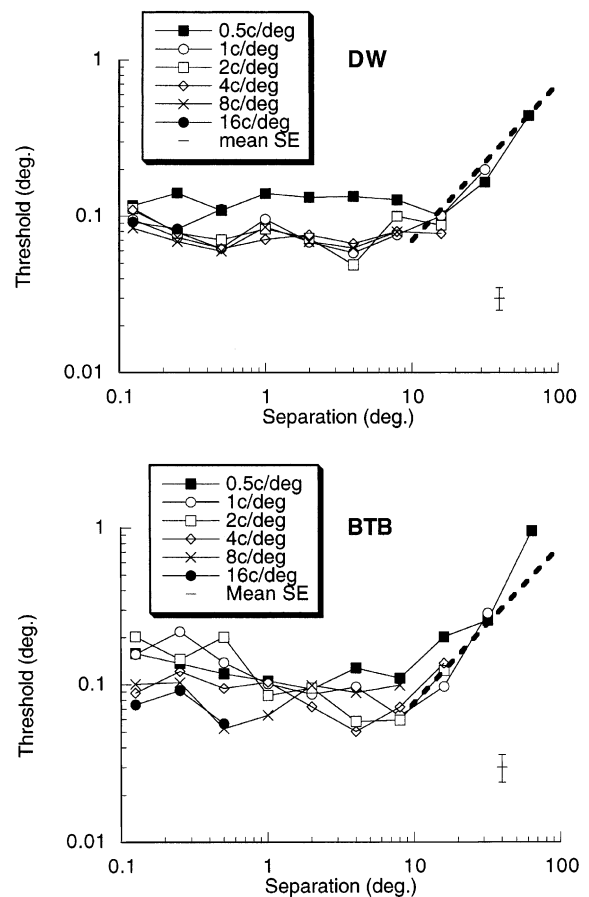 0.5c/deg
1c/deg
2c/deg
4c/deg
8c/deg
16c/deg
mean SE
DW
1
0.1
0.01
Threshold (deg.)
0.1 1 10 100
Separation (deg.)
0.5c/deg
1c/deg
2c/deg
4c/deg
8c/deg
16c/deg
Mean SE
BTB
1
0.1
0.01
Threshold (deg.)
0.1 1 10 100
Separation (deg.)